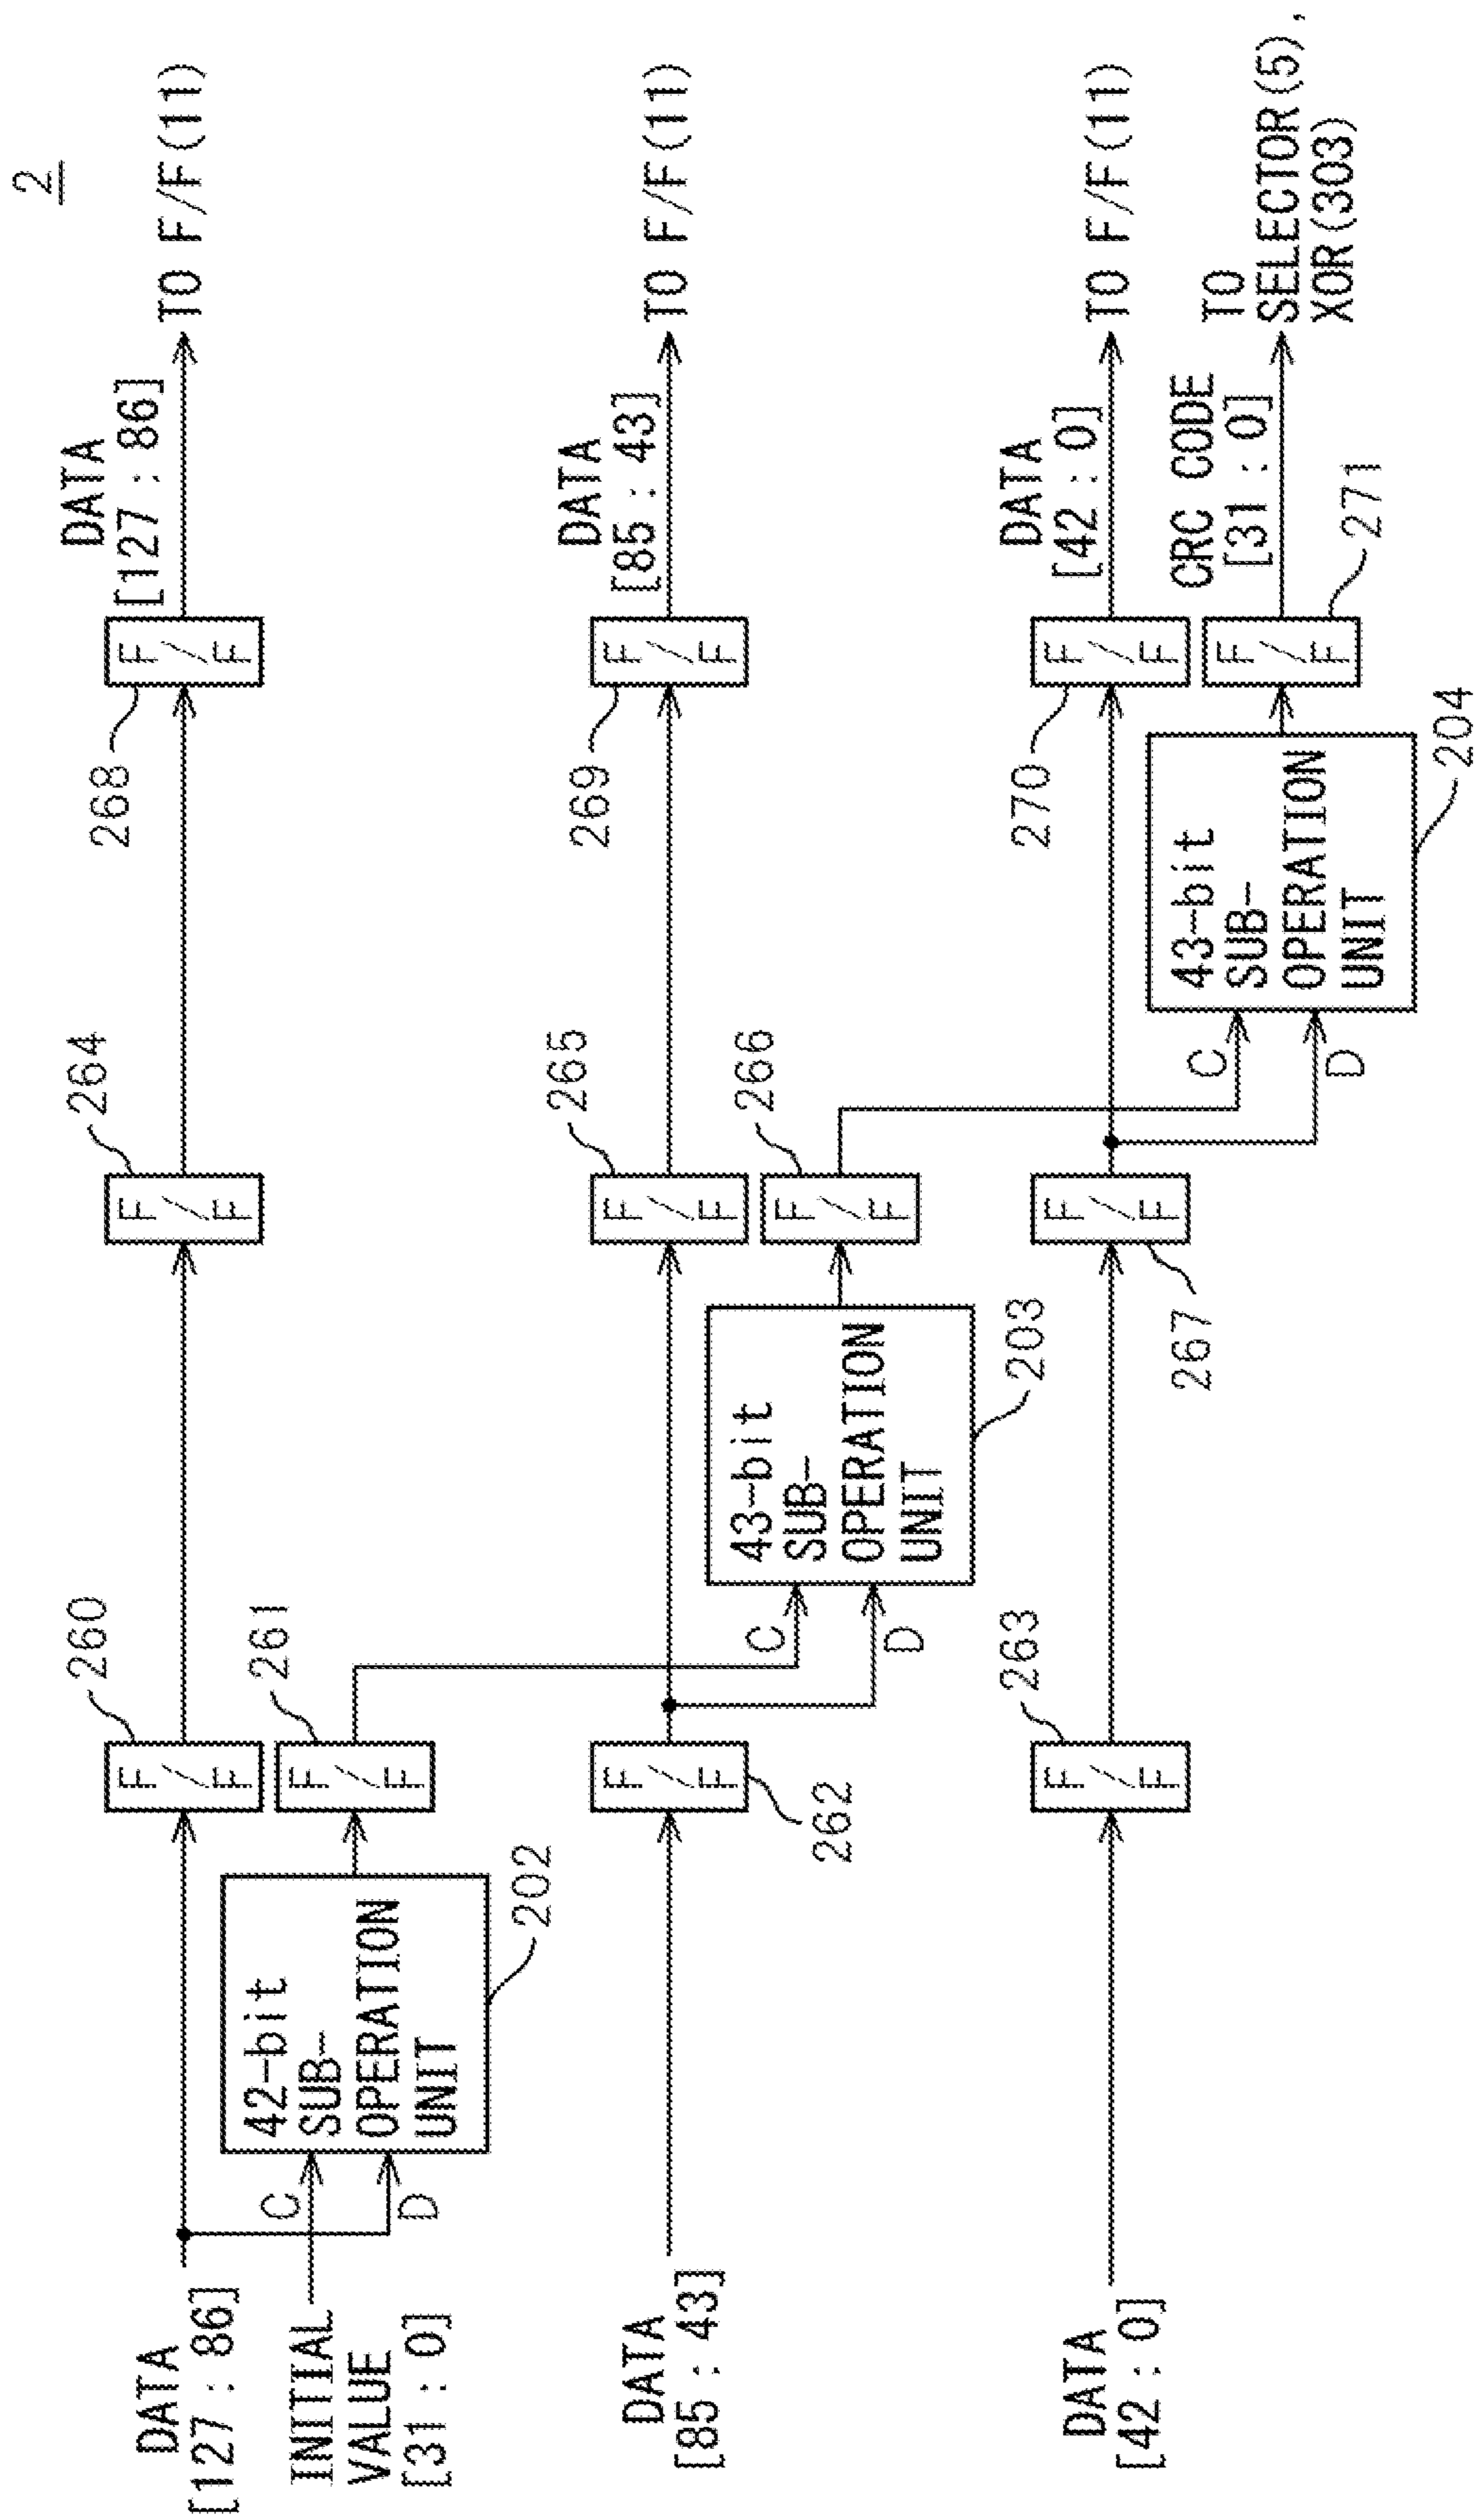 2
DATA
[127 : 86]
INITIAL
VALUE
[31 : 0]
C
D
42-bit
SUB-
OPERATION
UNIT
202
F/F
260
F/F
261
F/F
264
F/F
268
DATA
[127 : 86]
TO F/F(11)
DATA
[85 : 43]
F/F
262
C
D
43-bit
SUB-
OPERATION
UNIT
203
F/F
265
F/F
266
F/F
269
DATA
[85 : 43]
TO F/F(11)
DATA
[42 : 0]
F/F
263
F/F
267
C
D
43-bit
SUB-
OPERATION
UNIT
204
F/F
270
F/F
271
DATA
[42 : 0]
TO F/F(11)
CRC CODE
[31 : 0]
TO
SELECTOR(5),
XOR(303)